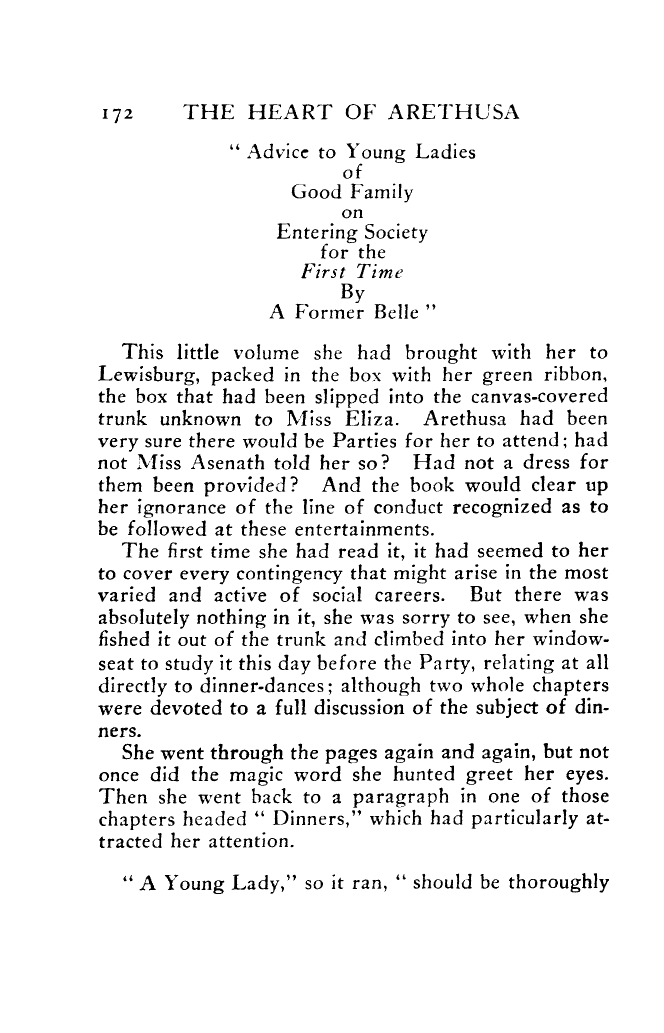 172 THE HEART OF ARETHUSA
“ Advice to Young Ladies
of
Good Family
on
Entering Society
for the
First Time
By
A Former Belle ”
This little volume she had brought with her to
Lewisburg, packed in the box with her green ribbon,
the box that had been slipped into the canvas-covered
trunk unknown to Miss Eliza. Arethusa had been
very sure there would be Parties for her to attend; had
not Miss Asenath told her so? Had not a dress for
them been provided? And the book would clear up
her ignorance of the line of conduct recognized as to
be followed at these entertainments.
The first time she had read it, it had seemed to her
to cover every contingency that might arise in the most
varied and active of social careers. But there was
absolutely nothing in it, she was sorry to see, when she
fished it out of the trunk and climbed into her window-
seat to study it this day before the Party, relating at all
directly to dinner-dances; although two whole chapters
were devoted to a full discussion of the subject of din-
ners.
She went through the pages again and again, but not
once did the magic word she hunted greet her eyes.
Then she went back to a paragraph in one of those
chapters headed “ Dinners,” which had particularly at-
tracted her attention.
“ A Young Lady,” so it ran, “ should be thoroughly